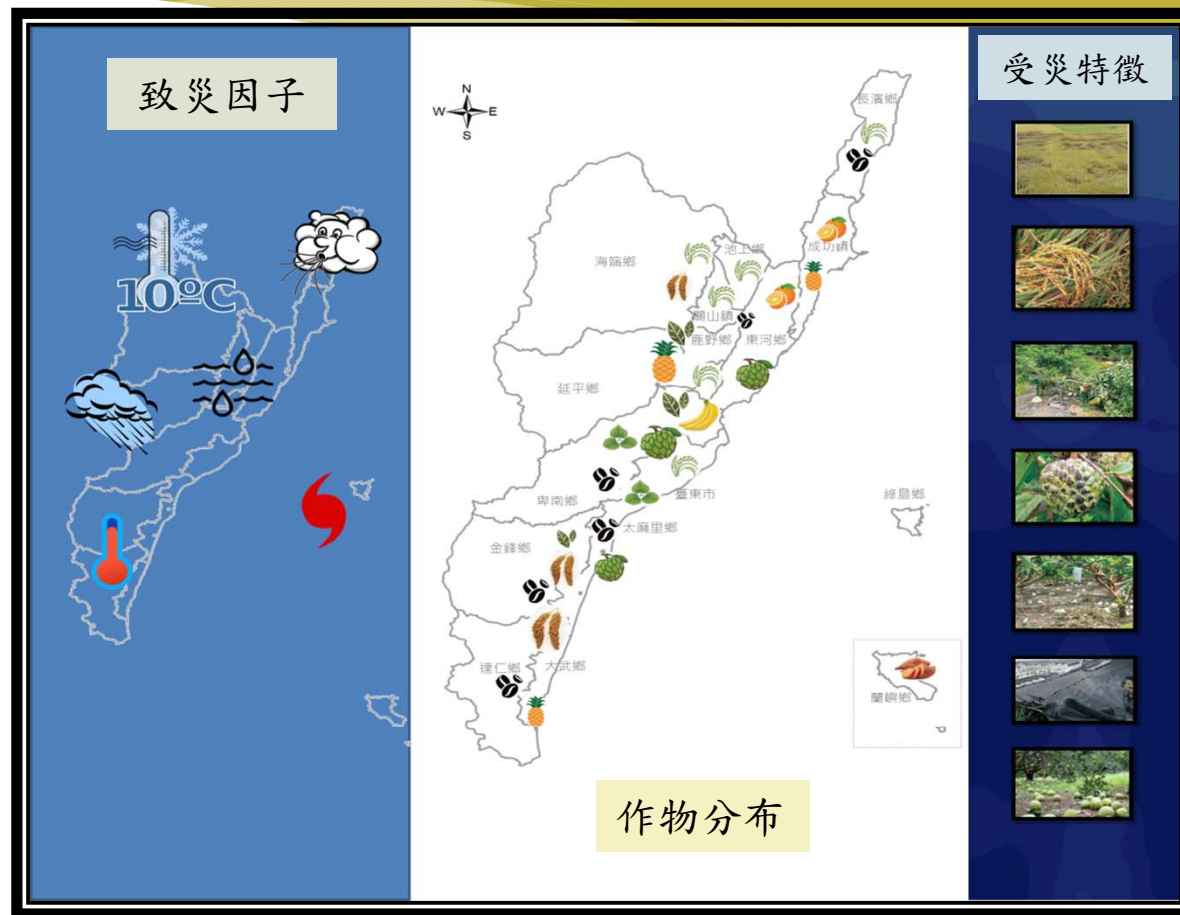 致災因子
10ºC
N
W E
S
長濱鄉
成功鎮
池上鄉
海端鄉
關山鎮
鹿野鄉
東河鄉
延平鄉
卑南鄉
臺東市
綠島鄉
太麻里鄉
金鋒鄉
達仁鄉
大武鄉
蘭嶼鄉
作物分布
受災特徵